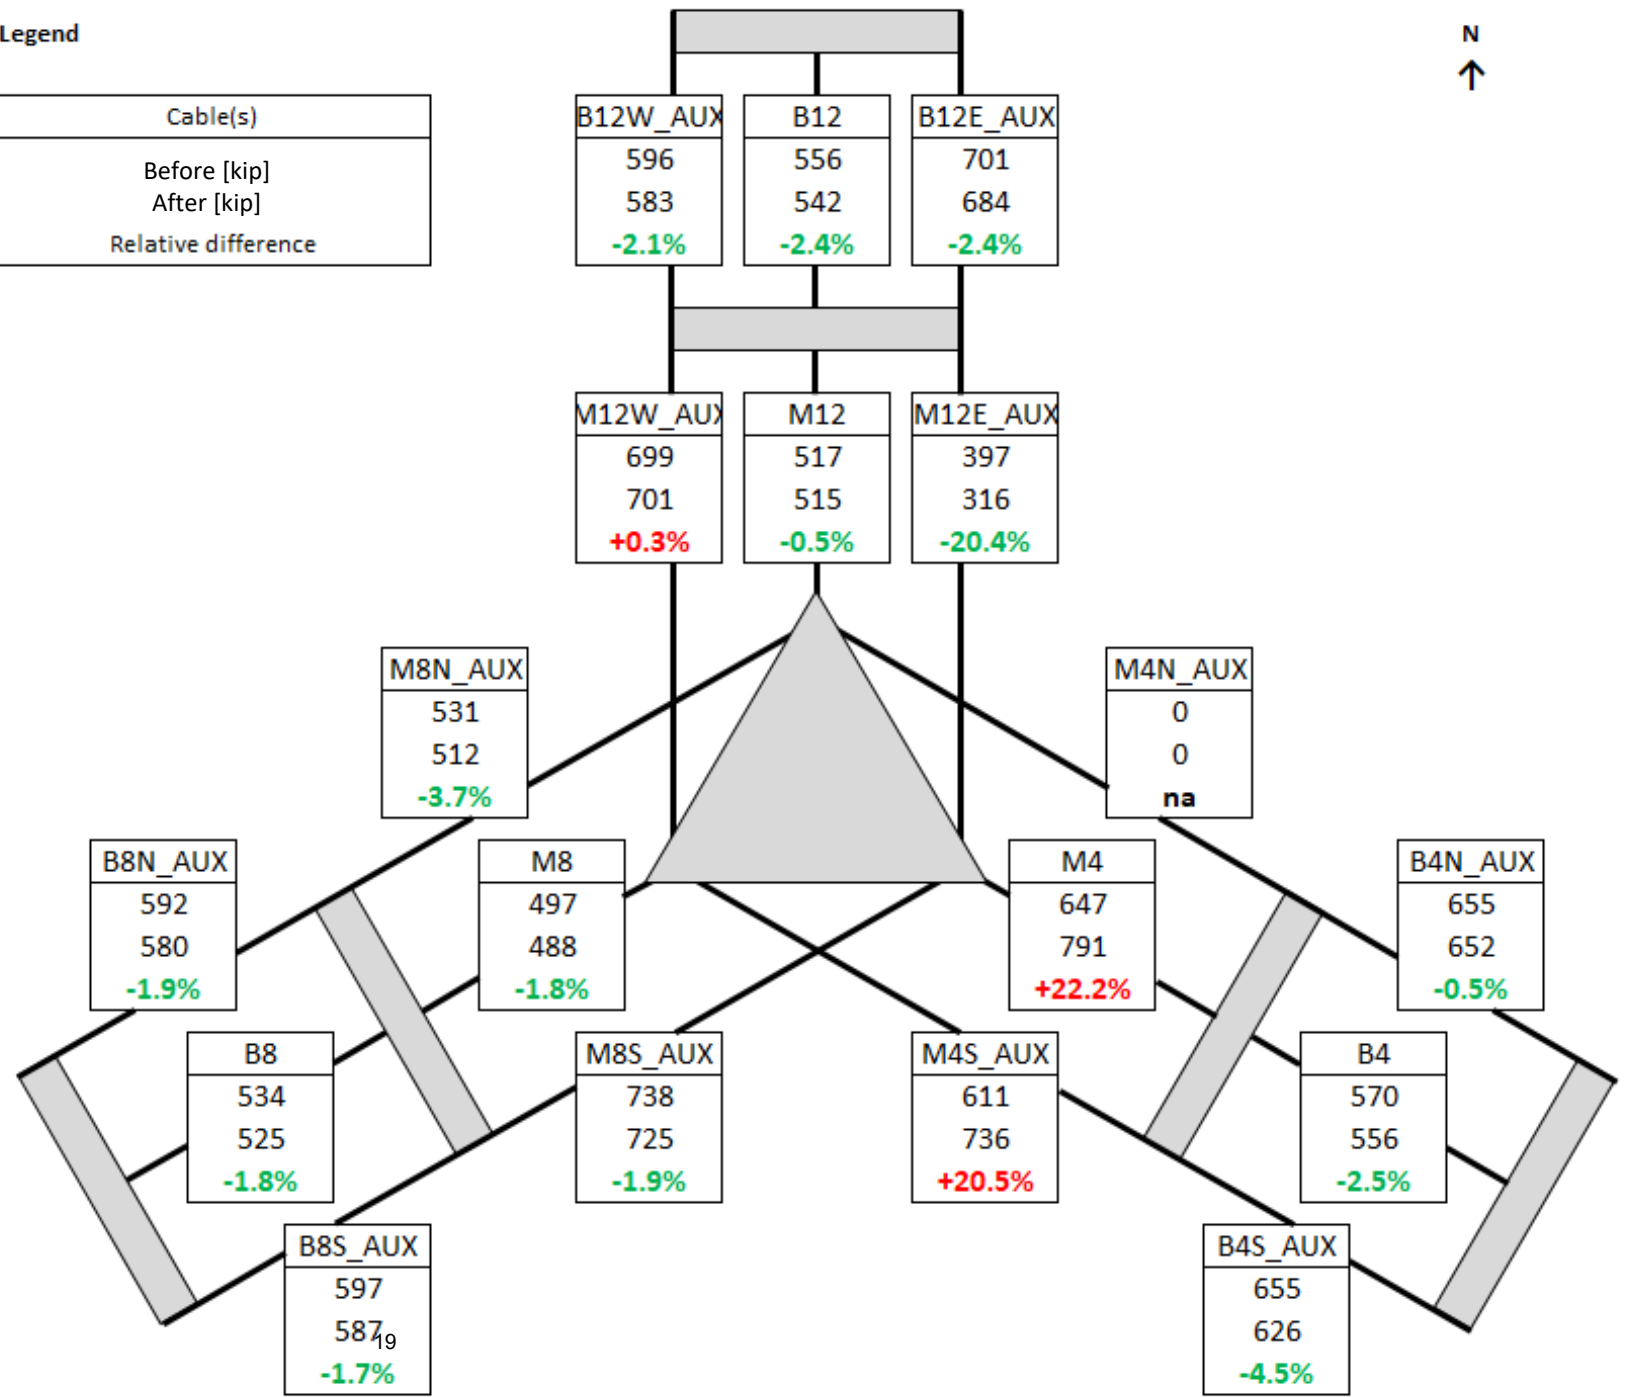 Legend
N
↑
Cable(s)
Before [kip]
After [kip]
Relative difference
B12W_AUX
596
583
-2.1%
B12
556
542
-2.4%
B12E_AUX
701
684
-2.4%
M12W_AUX
699
701
+0.3%
M12
517
515
-0.5%
M12E_AUX
397
316
-20.4%
M8N_AUX
531
512
-3.7%
M4N_AUX
0
0
na
B8N_AUX
592
580
-1.9%
M8
497
488
-1.8%
M4
647
791
+22.2%
B4N_AUX
655
652
-0.5%
B8
534
525
-1.8%
M8S_AUX
738
725
-1.9%
M4S_AUX
611
736
+20.5%
B4
570
556
-2.5%
B8S_AUX
597
587
19
-1.7%
B4S_AUX
655
626
-4.5%